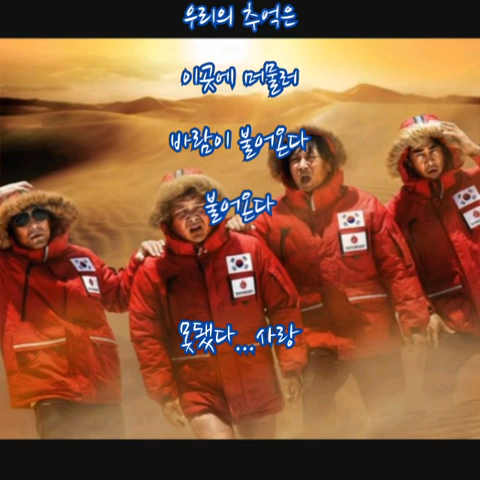 우리의 추억은
이곳에 머물러
바람이 불어온다
불어온다
못됐다...사랑